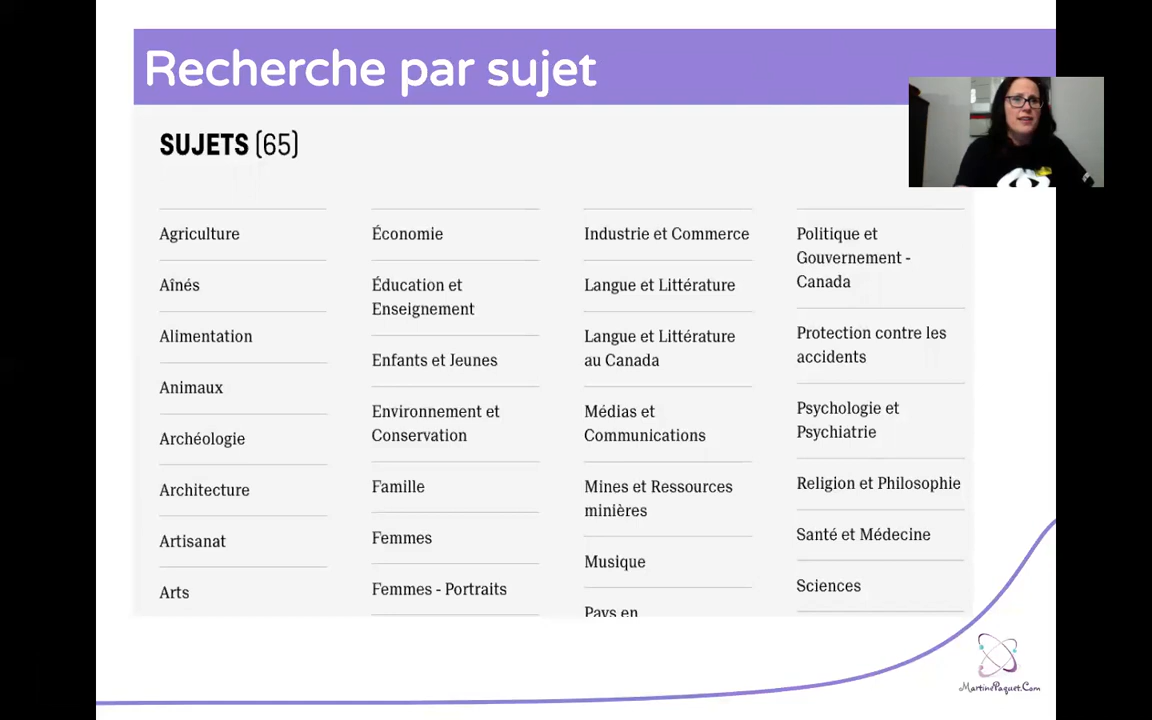 Recherche par sujet
SUJETS (65)
Agriculture
Aînés
Alimentation
Animaux
Archéologie
Architecture
Artisanat
Arts
Économie
Éducation et
Enseignement
Enfants et Jeunes
Environnement et
Conservation
Famille
Femmes
Femmes - Portraits
Industrie et Commerce
Langue et Littérature
Langue et Littérature
au Canada
Médias et
Communications
Mines et Ressources
minières
Musique
Pays en
Politique et
Gouvernement -
Canada
Protection contre les
accidents
Psychologie et
Psychiatrie
Religion et Philosophie
Santé et Médecine
Sciences
MartinePaquet.Com